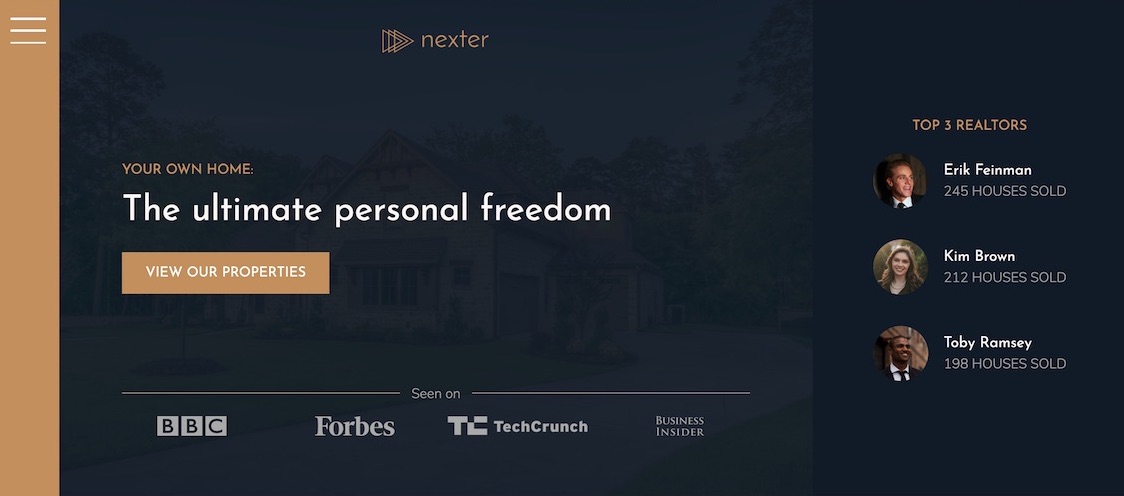 nexter
YOUR OWN HOME:
The ultimate personal freedom
VIEW OUR PROPERTIES
Seen on
BBC
Forbes
TC TechCrunch
BUSINESS
INSIDER
TOP 3 REALTORS
Erik Feinman
245 HOUSES SOLD
Kim Brown
212 HOUSES SOLD
Toby Ramsey
198 HOUSES SOLD